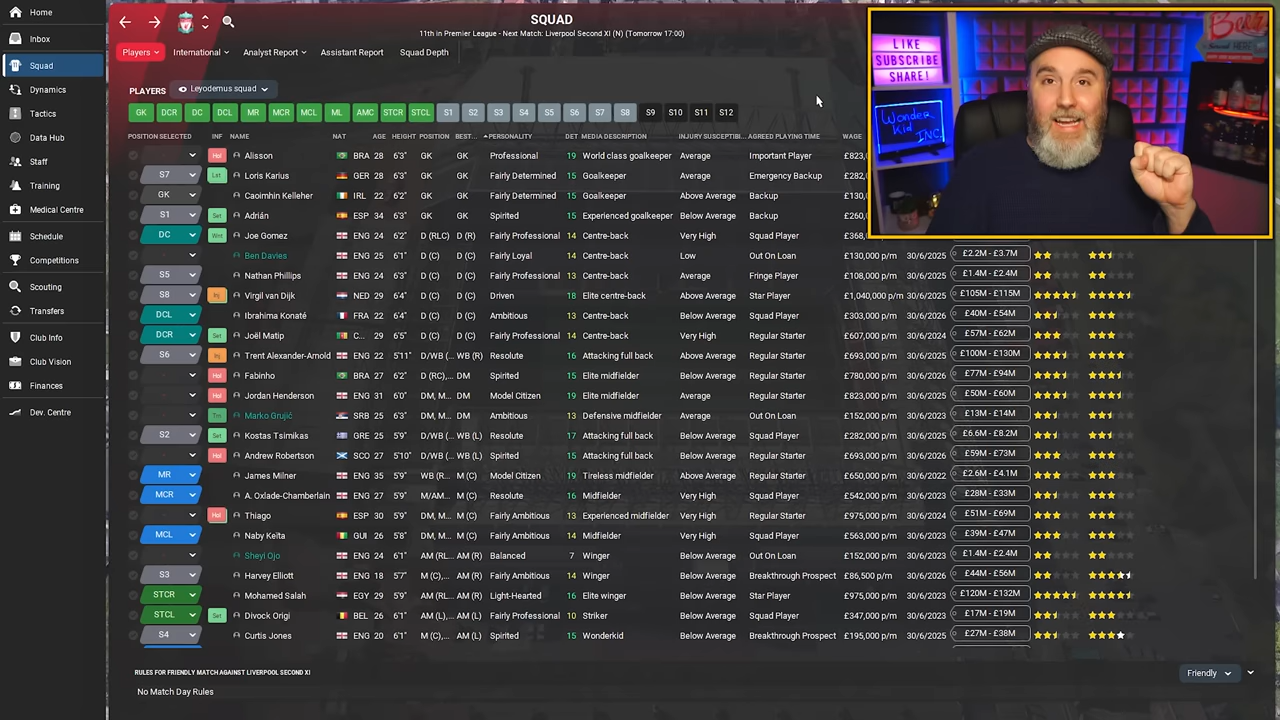 Home
Inbox
Squad
Dynamics
Tactics
Data Hub
Staff
Training
Medical Centre
Schedule
Competitions
Scouting
Transfers
Club Info
Club Vision
Finances
Dev. Centre
SQUAD
11th in Premier League - Next Match: Liverpool Second XI (N) (Tomorrow 17:00)
Players International Analyst Report Assistant Report Squad Depth
PLAYERS Leyodemus squad
GK DCR DC DCL MR MCR MCL ML AMC STCR STCL S1 S2 S3 S4 S5 S6 S7 S8 S9 S10 S11 S12
POSITION SELECTED INF NAME NAT AGE HEIGHT POSITION BEST... PERSONALITY DET MEDIA DESCRIPTION INJURY SUSCEPTIBI... AGREED PLAYING TIME WAGE
Hol Alisson BRA 28 6'3" GK GK Professional 19 World class goalkeeper Average Important Player £823,
S7 Lst Loris Karius GER 28 6'3" GK GK Fairly Determined 15 Goalkeeper Average Emergency Backup £282,
GK Caoimhin Kelleher IRL 22 6'2" GK GK Fairly Determined 15 Goalkeeper Above Average Backup
S1 Set Adrián ESP 34 6'3" GK GK Spirited 15 Experienced goalkeeper Below Average Backup £260,
DC Wnt Joe Gomez ENG 24 6'2" D (RLC) D (R) Fairly Professional 14 Centre-back Very High Squad Player £368,
Ben Davies ENG 25 6'1" D (C) D (C) Fairly Loyal 14 Centre-back Low Out On Loan £130,000 p/m 30/6/2025 £2.2M - £3.7M
S5 Nathan Phillips ENG 24 6'3" D (C) D (C) Ambitious 13 Centre-back Average Fringe Player £108,000 p/m 30/6/2025 £1.4M - £2.4M
S8 Inj Virgil van Dijk NED 29 6'4" D (C) D (C) Driven 18 Elite centre-back Above Average Star Player £1,040,000 p/m 30/6/2025 £105M - £115M
DCL Ibrahima Konaté FRA 22 6'4" D (C) D (C) Ambitious 13 Centre-back Above Average Squad Player £303,000 p/m 30/6/2026 £40M - £54M
DCR Set Joël Matip C... 29 6'5" D (C) D (C) Fairly Ambitious 14 Centre-back Very High Regular Starter £607,000 p/m 30/6/2024 £57M - £62M
S6 Inj Trent Alexander-Arnold ENG 22 5'11" D/WB (... WB (R) Resolute 16 Attacking full back Below Average Regular Starter £693,000 p/m 30/6/2025 £100M - £130M
Hol Fabinho BRA 27 6'2" D (RC),... DM Spirited 15 Elite midfielder Below Average Regular Starter £780,000 p/m 30/6/2026 £77M - £94M
Hol Jordan Henderson ENG 31 6'0" DM, M... DM Model Citizen 19 Elite midfielder Average Regular Starter £823,000 p/m 30/6/2025 £50M - £60M
Trn Marko Grujić SRB 25 6'3" DM, M... DM Ambitious 13 Defensive midfielder Average Out On Loan £152,000 p/m 30/6/2023 £13M - £14M
S2 Set Kostas Tsimikas GRE 25 5'9" D/WB (... WB (L) Resolute 17 Attacking full back Below Average Squad Player £282,000 p/m 30/6/2025 £6.6M - £8.2M
Hol Andrew Robertson SCO 27 5'10" D/WB (... WB (L) Spirited 15 Attacking full back Below Average Regular Starter £693,000 p/m 30/6/2026 £59M - £73M
MR James Milner ENG 35 5'9" D/WB (R... M (C) Model Citizen 19 Tireless midfielder Below Average Regular Starter £650,000 p/m 30/6/2022 £2.6M - £4.1M
MCR A. Oxlade-Chamberlain ENG 27 5'9" M/AM... M (C) Resolute 16 Midfielder Very High Squad Player £542,000 p/m 30/6/2023 £28M - £33M
Hol Thiago ESP 30 5'9" DM, M... M (C) Fairly Ambitious 13 Experienced midfielder Very High Regular Starter £975,000 p/m 30/6/2024 £51M - £69M
MCL Naby Keïta GUI 26 5'8" DM, M... M (C) Fairly Ambitious 14 Midfielder Very High Squad Player £563,000 p/m 30/6/2023 £39M - £47M
Sheyi Ojo ENG 24 6'1" AM (RL... AM (R) Balanced 7 Winger Below Average Out On Loan £152,000 p/m 30/6/2023 £1.4M - £2.4M
S3 Harvey Elliott ENG 18 5'7" M (C),... AM (R) Fairly Ambitious 14 Winger Below Average Breakthrough Prospect £86,500 p/m 30/6/2026 £44M - £56M
STCR Mohamed Salah EGY 29 5'9" AM (RL... AM (R) Light-Hearted 16 Elite winger Below Average Star Player £975,000 p/m 30/6/2023 £120M - £132M
STCL Set Divock Origi BEL 26 6'1" AM (L),... AM (L) Fairly Professional 10 Striker Below Average Squad Player £347,000 p/m 30/6/2024 £17M - £19M
S4 Curtis Jones ENG 20 6'1" M (C),... AM (L) Spirited 15 Wonderkid Below Average Breakthrough Prospect £195,000 p/m 30/6/2025 £27M - £38M
RULES FOR FRIENDLY MATCH AGAINST LIVERPOOL SECOND XI
Friendly
No Match Day Rules
LIKE
SUBSCRIBE
SHARE!
Wonder
Kid
INC.